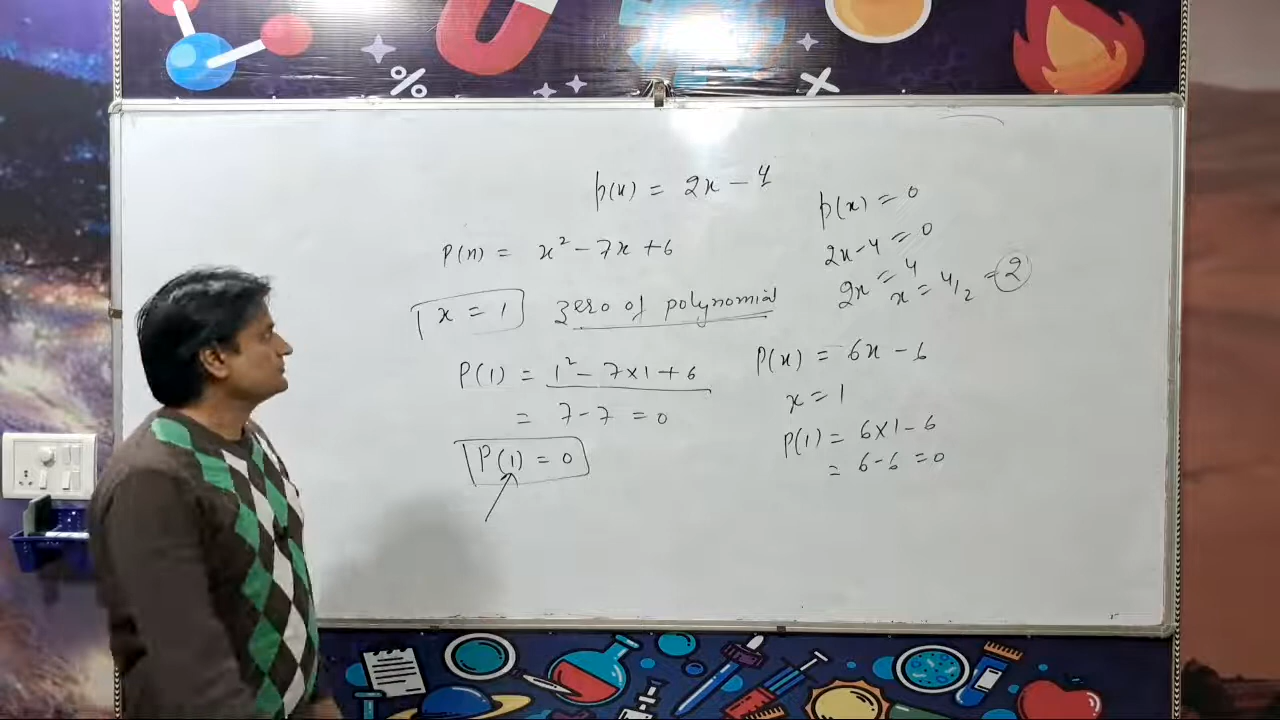 p(x) = 2x - 4
P(x) = x² - 7x + 6
x = 1 zero of polynomial
P(1) = 1² - 7×1 + 6
= 7 - 7 = 0
P(1) = 0
p(x) = 0
2x - 4 = 0
2x = 4
x = 4/2 = 2
P(x) = 6x - 6
x = 1
P(1) = 6×1 - 6
= 6 - 6 = 0
%